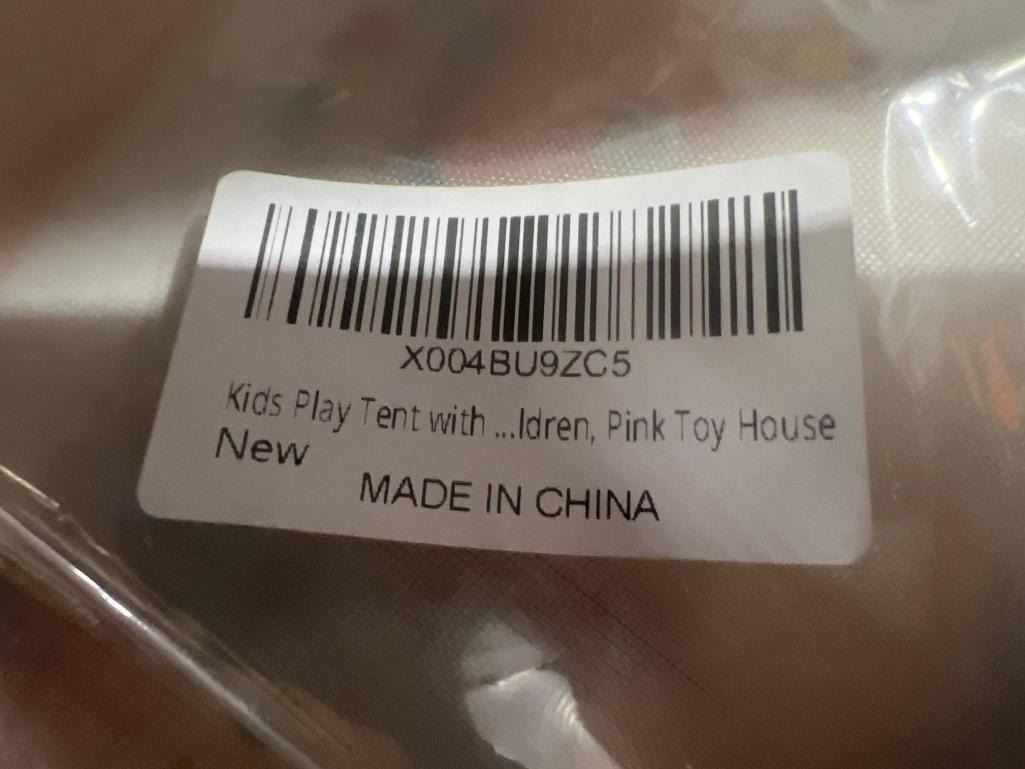 X004BU9ZC5
Kids Play Tent with ...ldren, Pink Toy House
New
MADE IN CHINA